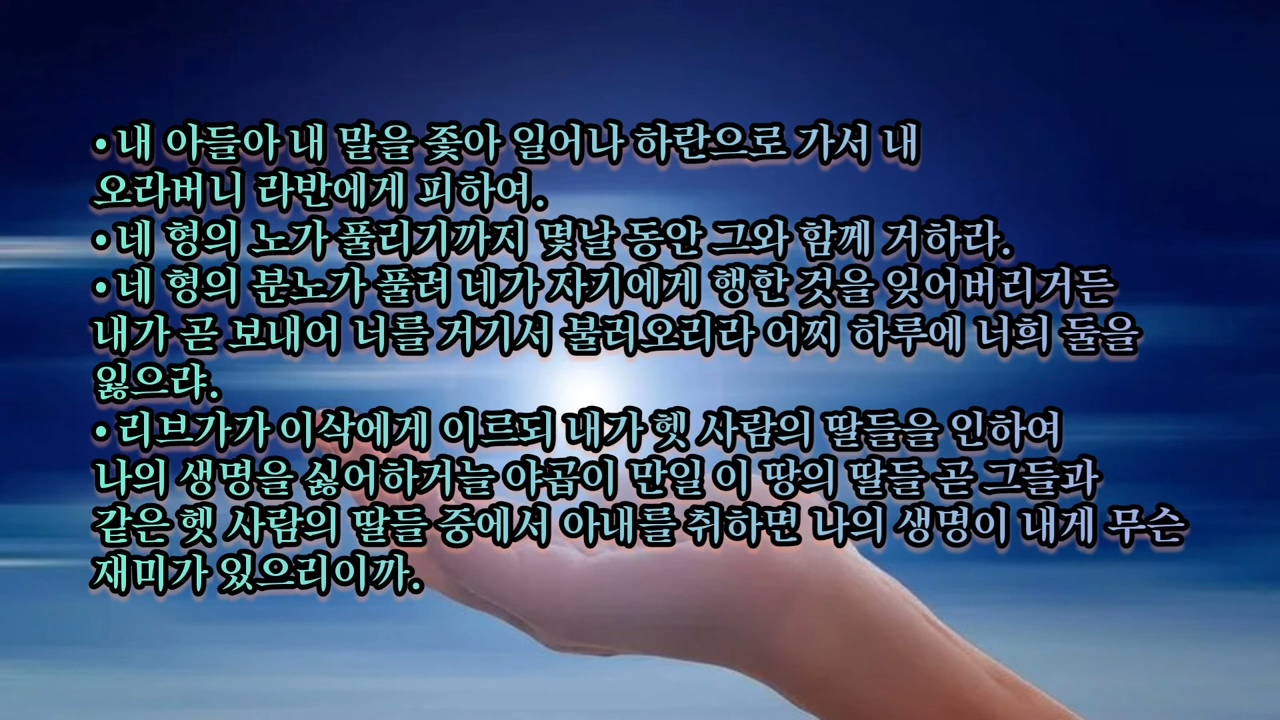 • 내 아들아 내 말을 좇아 일어나 하란으로 가서 내
오라버니 라반에게 피하여.
• 네 형의 노가 풀리기까지 몇날 동안 그와 함께 거하라.
• 네 형의 분노가 풀려 네가 자기에게 행한 것을 잊어버리거든
내가 곧 보내어 너를 거기서 불러오리라 어찌 하루에 너희 둘을
잃으랴.
• 리브가가 이삭에게 이르되 내가 헷 사람의 딸들을 인하여
나의 생명을 싫어하거늘 야곱이 만일 이 땅의 딸들 곧 그들과
같은 헷 사람의 딸들 중에서 아내를 취하면 나의 생명이 내게 무슨
재미가 있으리이까.